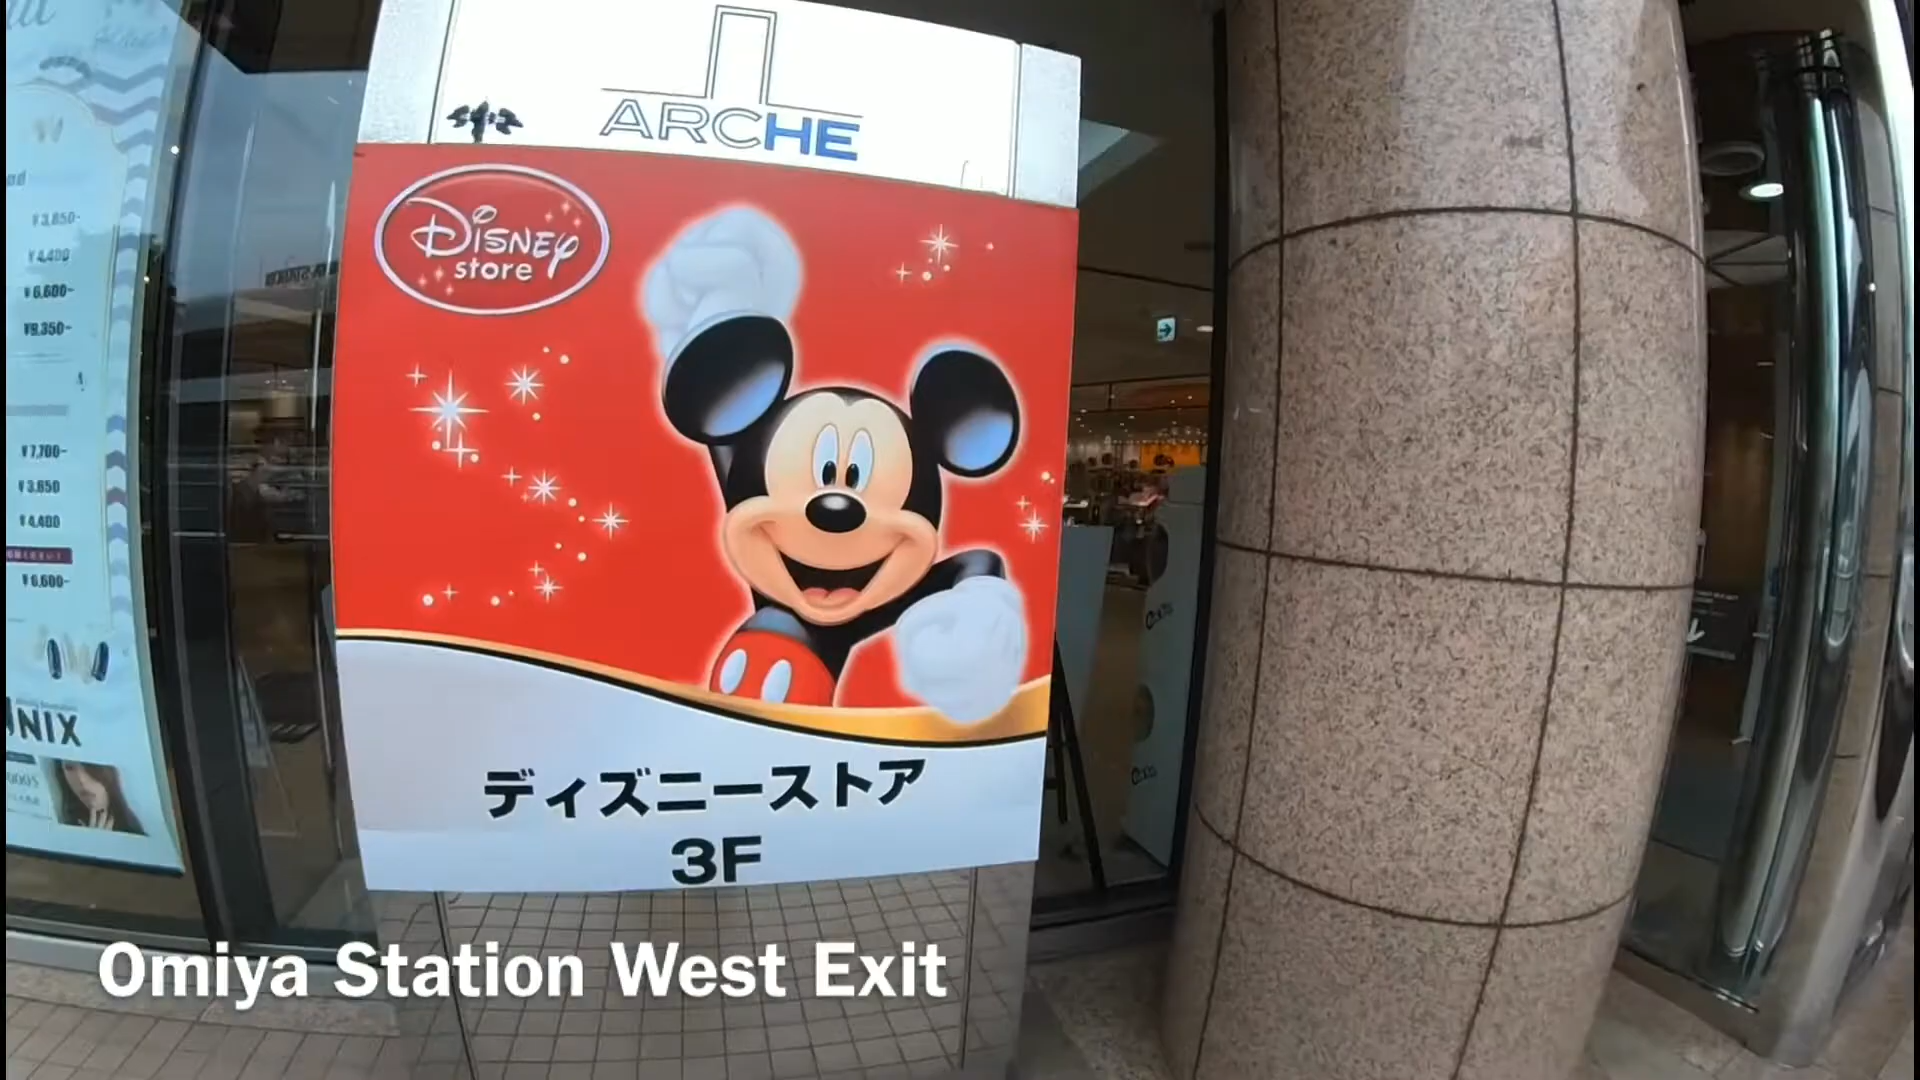 ARCHE
Disney
store
ディズニーストア
3F
¥3,850-
¥4,400
¥6,600-
¥9,350-
¥7,700-
¥3,850
¥4,400
¥6,600-
Omiya Station West Exit